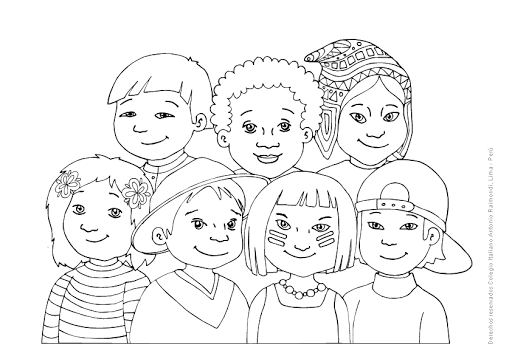 Derechos reservados Colegio Italiano Antonio Raimondi, Lima - Perú